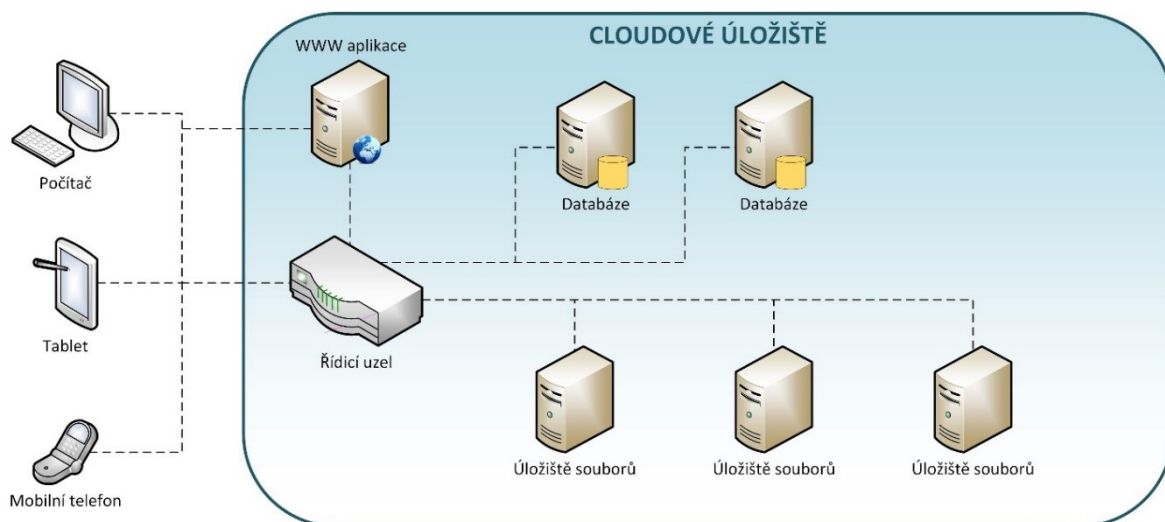 CLOUDOVÉ ÚLOŽIŠTĚ
WWW aplikace
Počítač
Databáze
Databáze
Tablet
Řídicí uzel
Úložiště souborů
Úložiště souborů
Úložiště souborů
Mobilní telefon